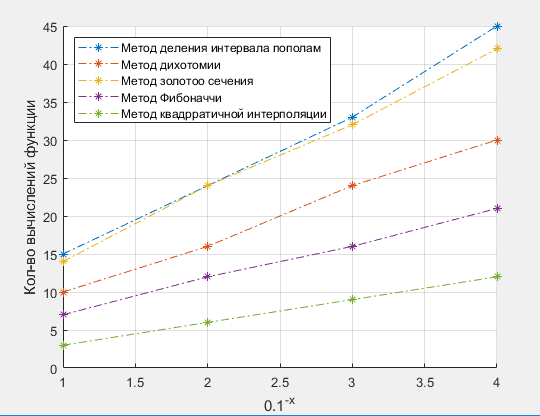 45
40
35
30
25
20
15
10
5
0
Кол-во вычислений функции
Метод деления интервала пополам
Метод дихотомии
Метод золотоо сечения
Метод Фибоначчи
Метод квадрратичной интерполяции
1 1.5 2 2.5 3 3.5 4
0.1^-x